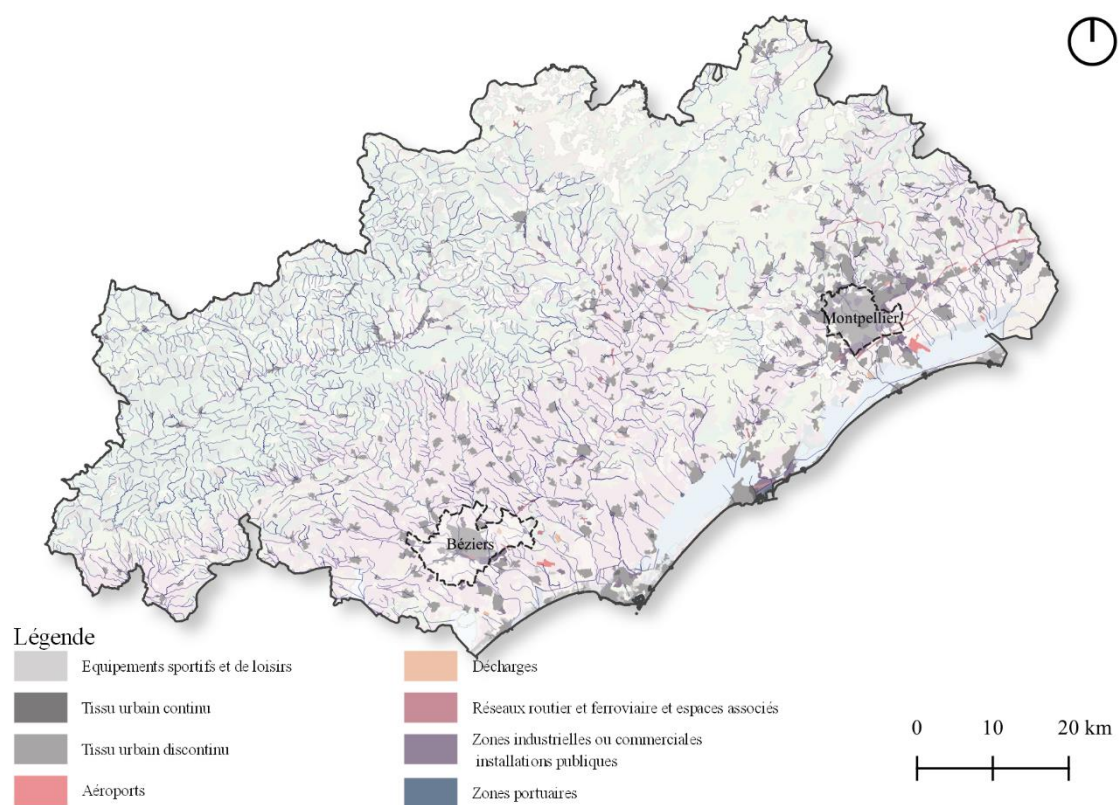 Montpellier
Béziers
Légende
Equipements sportifs et de loisirs
Tissu urbain continu
Tissu urbain discontinu
Aéroports
Décharges
Réseaux routier et ferroviaire et espaces associés
Zones industrielles ou commerciales
installations publiques
Zones portuaires
0 10 20 km